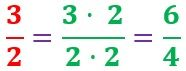 3/2 = 3 · 2/2 · 2 = 6/4